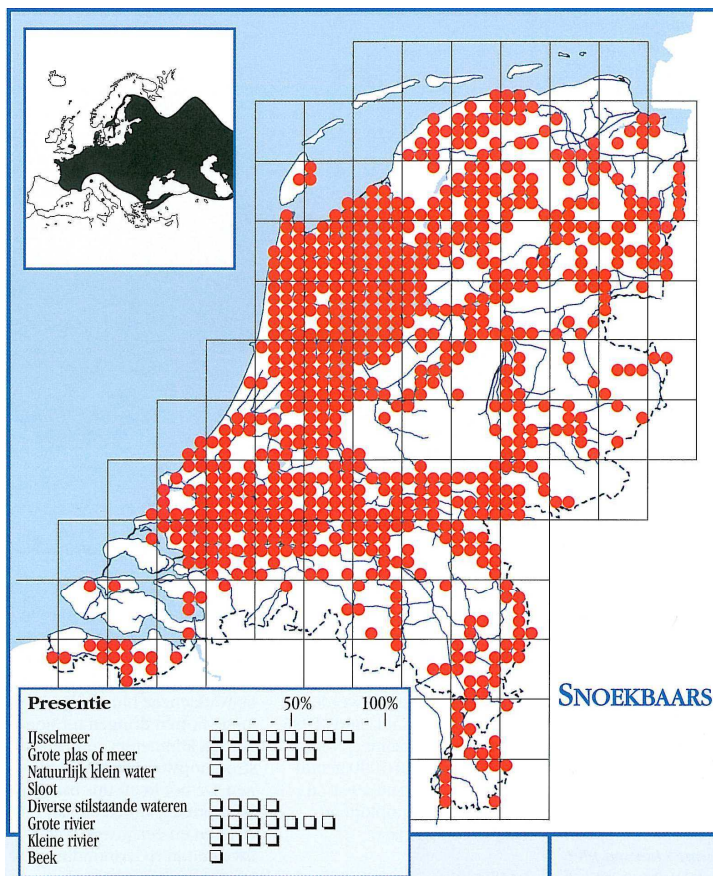 SNOEKBAARS
Presentie 50% 100%
IJsselmeer
Grote plas of meer
Natuurlijk klein water
Sloot -
Diverse stilstaande wateren
Grote rivier
Kleine rivier
Beek